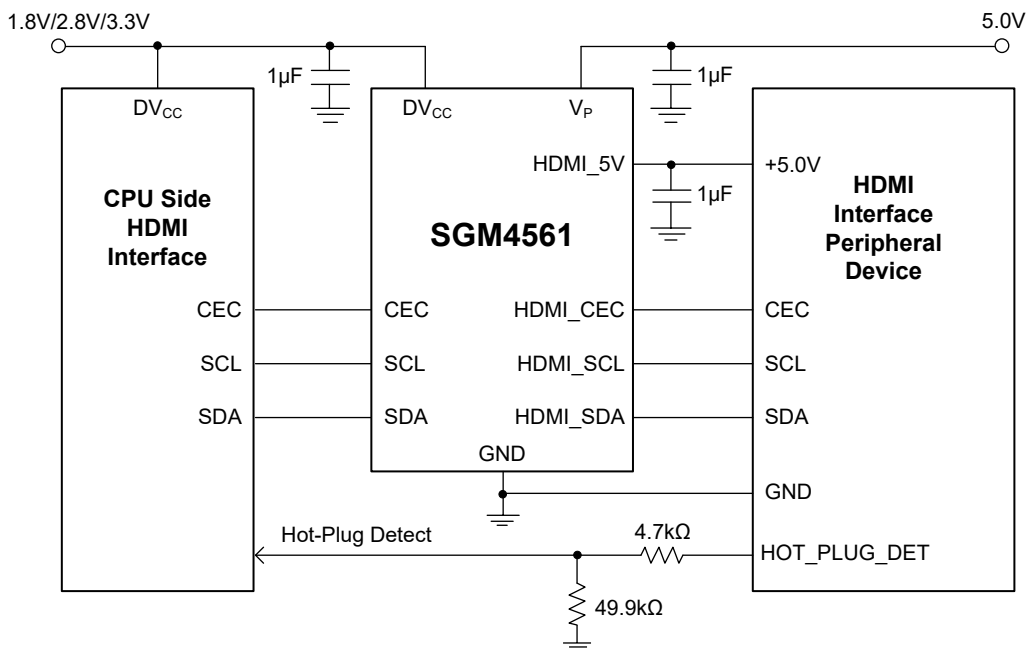 1.8V/2.8V/3.3V
5.0V
1µF
1µF
DVCC
DVCC
VP
HDMI_5V
+5.0V
1µF
CPU Side
HDMI
Interface
SGM4561
HDMI
Interface
Peripheral
Device
CEC
CEC
HDMI_CEC
CEC
SCL
SCL
HDMI_SCL
SCL
SDA
SDA
HDMI_SDA
SDA
GND
GND
Hot-Plug Detect
4.7kΩ
HOT_PLUG_DET
49.9kΩ